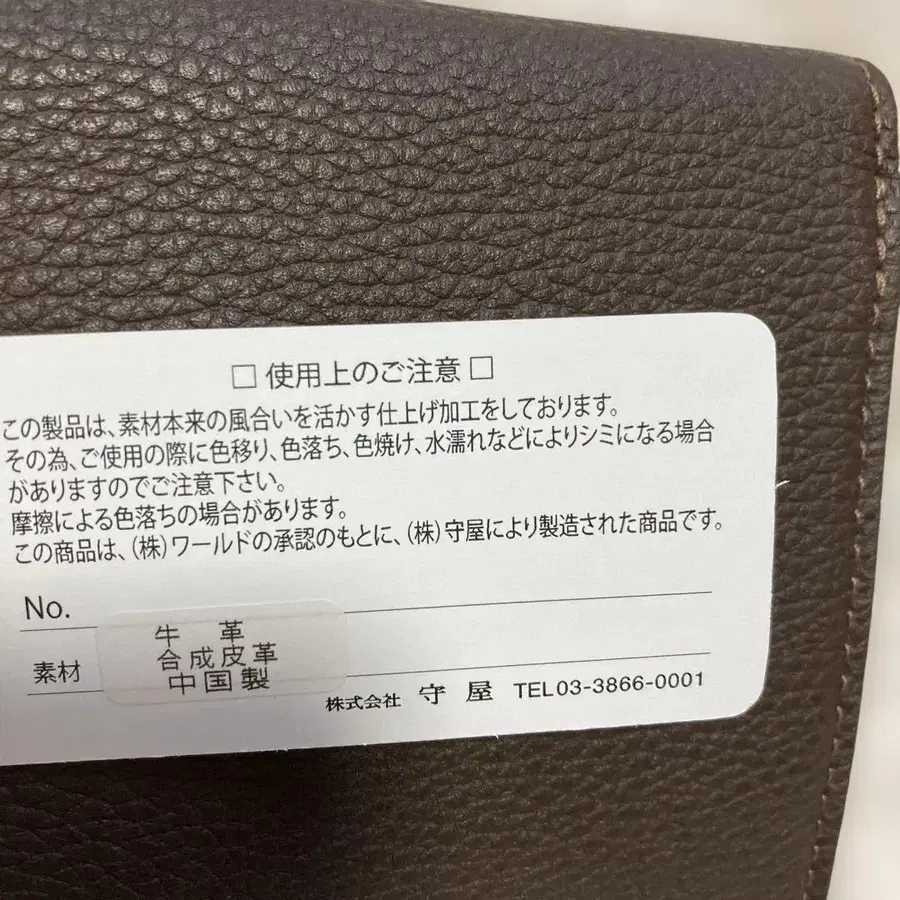 □ 使用上のご注意 □
この製品は、素材本来の風合いを活かす仕上げ加工をしております。
その為、ご使用の際に色移り、色落ち、色焼け、水濡れなどによりシミになる場合
がありますのでご注意下さい。
摩擦による色落ちの場合があります。
この商品は、(株)ワールドの承認のもとに、(株)守屋により製造された商品です。
No.
牛 革
素材 合成皮革
中国製
株式会社 守 屋 TEL03-3866-0001